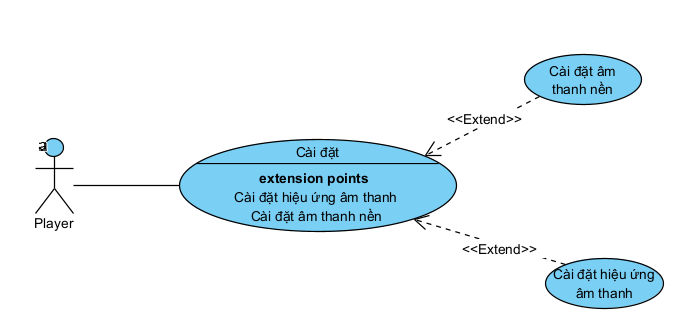 Cài đặt âm
thanh nền
<<Extend>>
a
Cài đặt
extension points
Cài đặt hiệu ứng âm thanh
Cài đặt âm thanh nền
Player
<<Extend>>
Cài đặt hiệu ứng
âm thanh